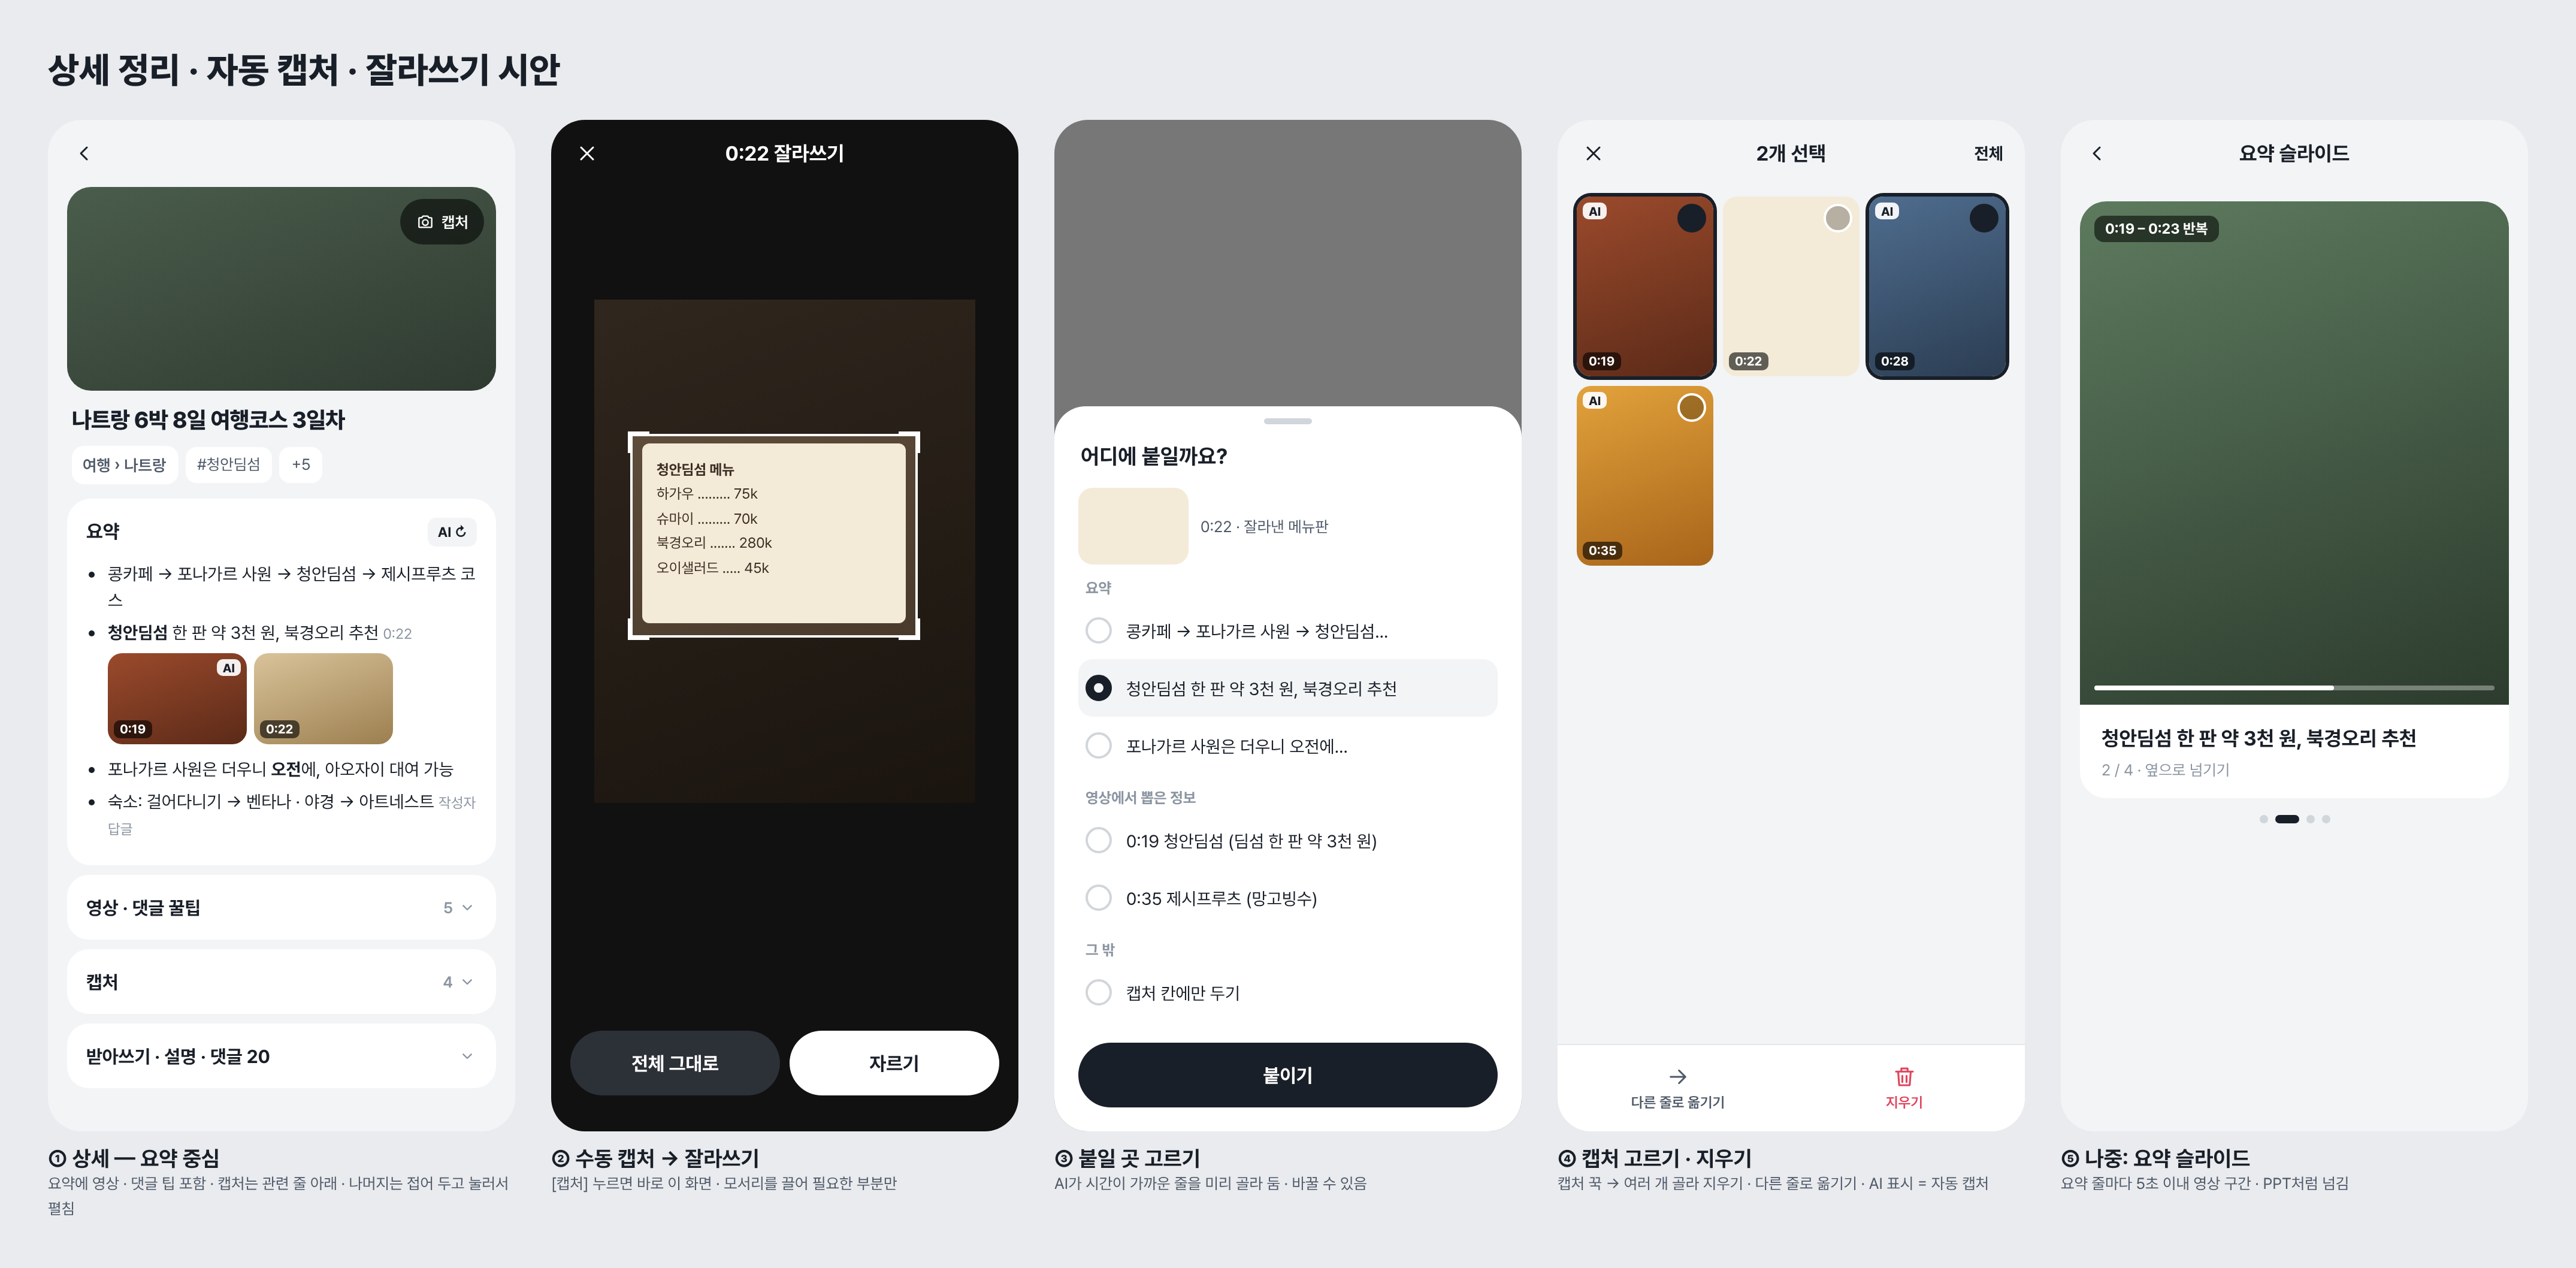 상세 정리 · 자동 캡처 · 잘라쓰기 시안
캡처
나트랑 6박 8일 여행코스 3일차
여행 › 나트랑
#청안딤섬
+5
요약
AI ↻
• 콩카페 → 포나가르 사원 → 청안딤섬 → 제시프루츠 코
스
• 청안딤섬 한 판 약 3천 원, 북경오리 추천 0:22
AI
0:19
0:22
• 포나가르 사원은 더우니 오전에, 아오자이 대여 가능
• 숙소: 걸어다니기 → 벤타나 · 야경 → 아트네스트 작성자
답글
영상 · 댓글 꿀팁 5
캡처 4
받아쓰기 · 설명 · 댓글 20
① 상세 — 요약 중심
요약에 영상 · 댓글 팁 포함 · 캡처는 관련 줄 아래 · 나머지는 접어 두고 눌러서
펼침
0:22 잘라쓰기
청안딤섬 메뉴
하가우 ......... 75k
슈마이 ......... 70k
북경오리 ....... 280k
오이샐러드 ..... 45k
전체 그대로
자르기
② 수동 캡처 → 잘라쓰기
[캡처] 누르면 바로 이 화면 · 모서리를 끌어 필요한 부분만
어디에 붙일까요?
0:22 · 잘라낸 메뉴판
요약
콩카페 → 포나가르 사원 → 청안딤섬...
청안딤섬 한 판 약 3천 원, 북경오리 추천
포나가르 사원은 더우니 오전에...
영상에서 뽑은 정보
0:19 청안딤섬 (딤섬 한 판 약 3천 원)
0:35 제시프루츠 (망고빙수)
그 밖
캡처 칸에만 두기
붙이기
③ 붙일 곳 고르기
AI가 시간이 가까운 줄을 미리 골라 둠 · 바꿀 수 있음
2개 선택
전체
AI
0:19
0:22
AI
0:28
AI
0:35
다른 줄로 옮기기
지우기
④ 캡처 고르기 · 지우기
캡처 꾹 → 여러 개 골라 지우기 · 다른 줄로 옮기기 · AI 표시 = 자동 캡처
요약 슬라이드
0:19 – 0:23 반복
청안딤섬 한 판 약 3천 원, 북경오리 추천
2 / 4 · 옆으로 넘기기
⑤ 나중: 요약 슬라이드
요약 줄마다 5초 이내 영상 구간 · PPT처럼 넘김